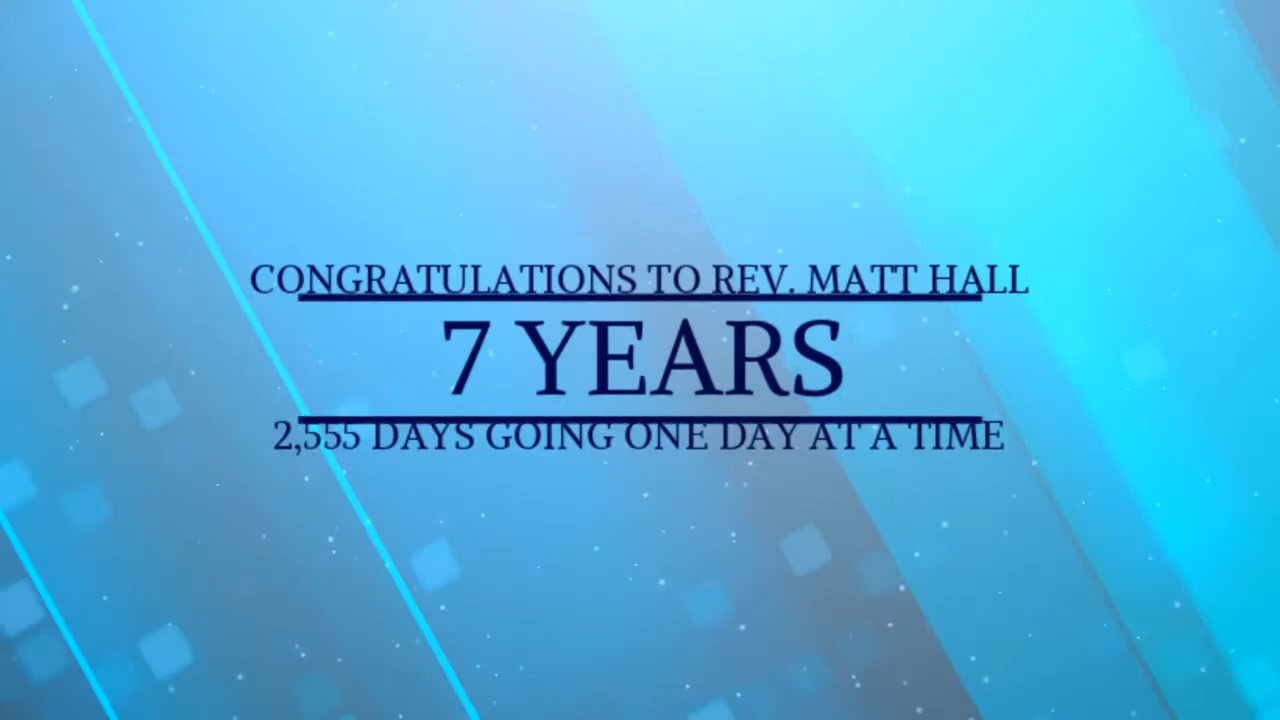 CONGRATULATIONS TO REV. MATT HALL
7 YEARS
2,555 DAYS GOING ONE DAY AT A TIME